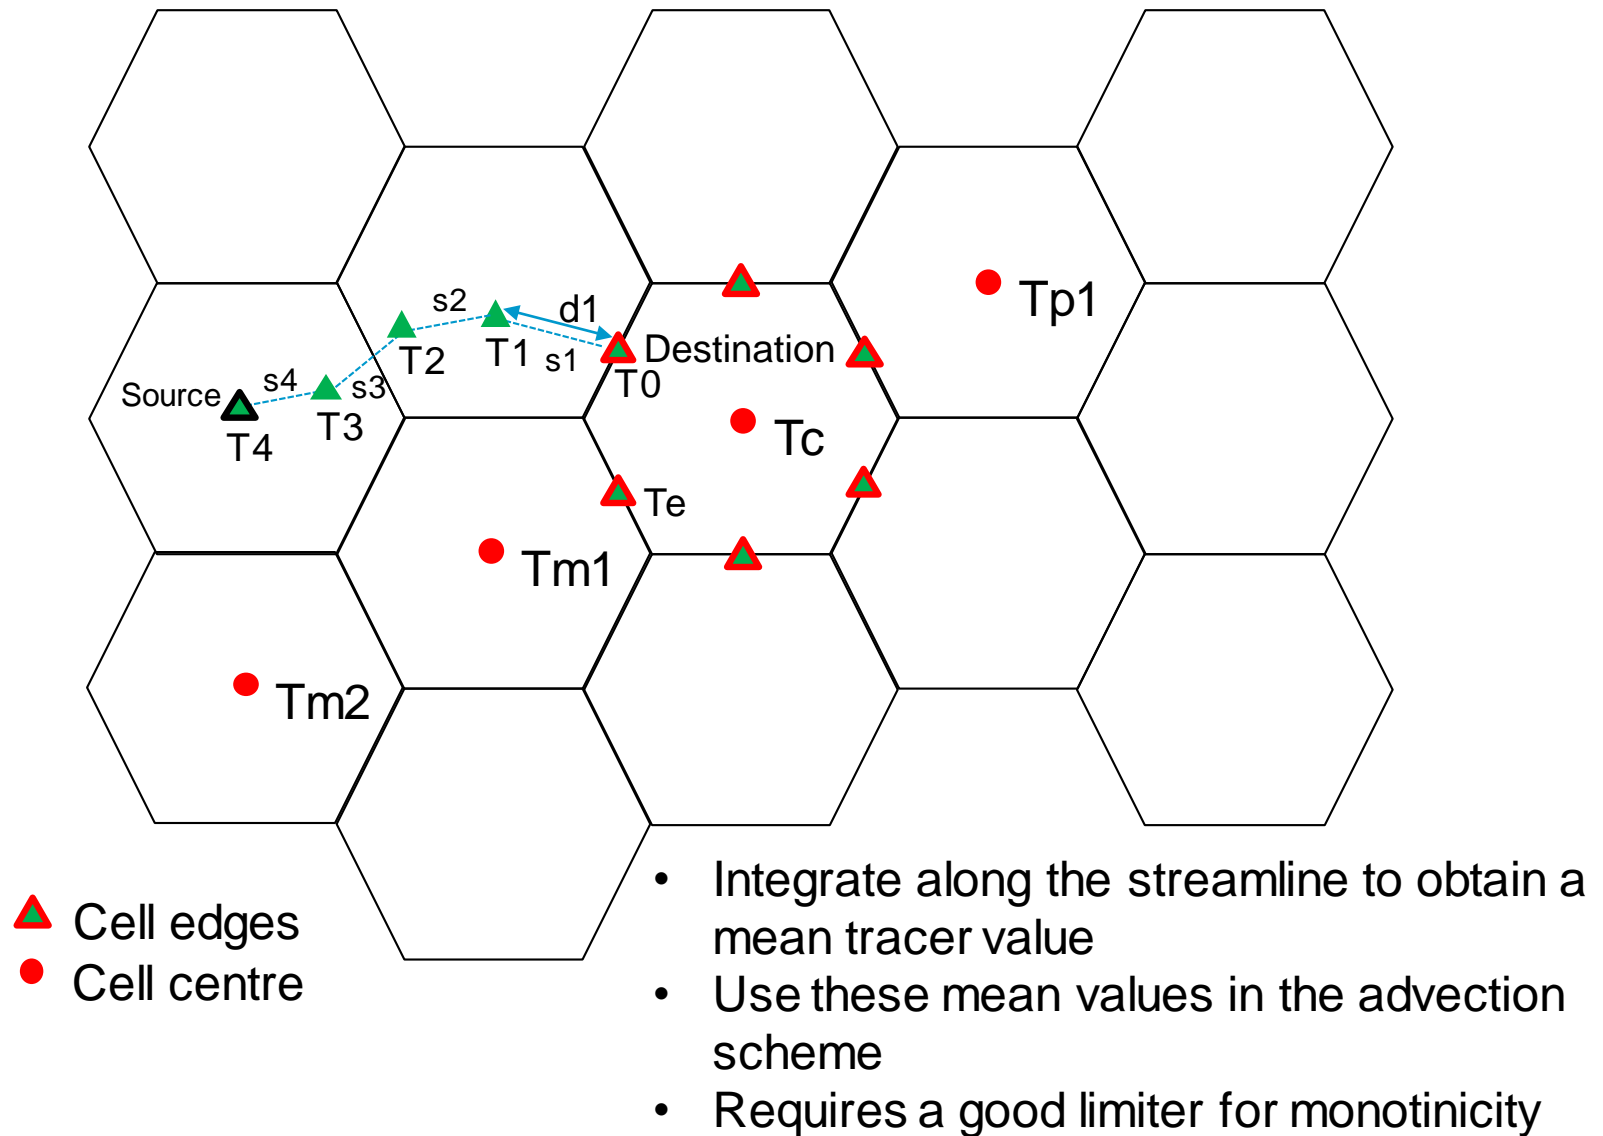 Tp1
s2
d1
T2
T1
s1
Destination
T0
Source
s4
s3
T4
T3
Tc
Te
Tm1
Tm2
Cell edges
Cell centre
• Integrate along the streamline to obtain a
mean tracer value
• Use these mean values in the advection
scheme
• Requires a good limiter for monotinicity